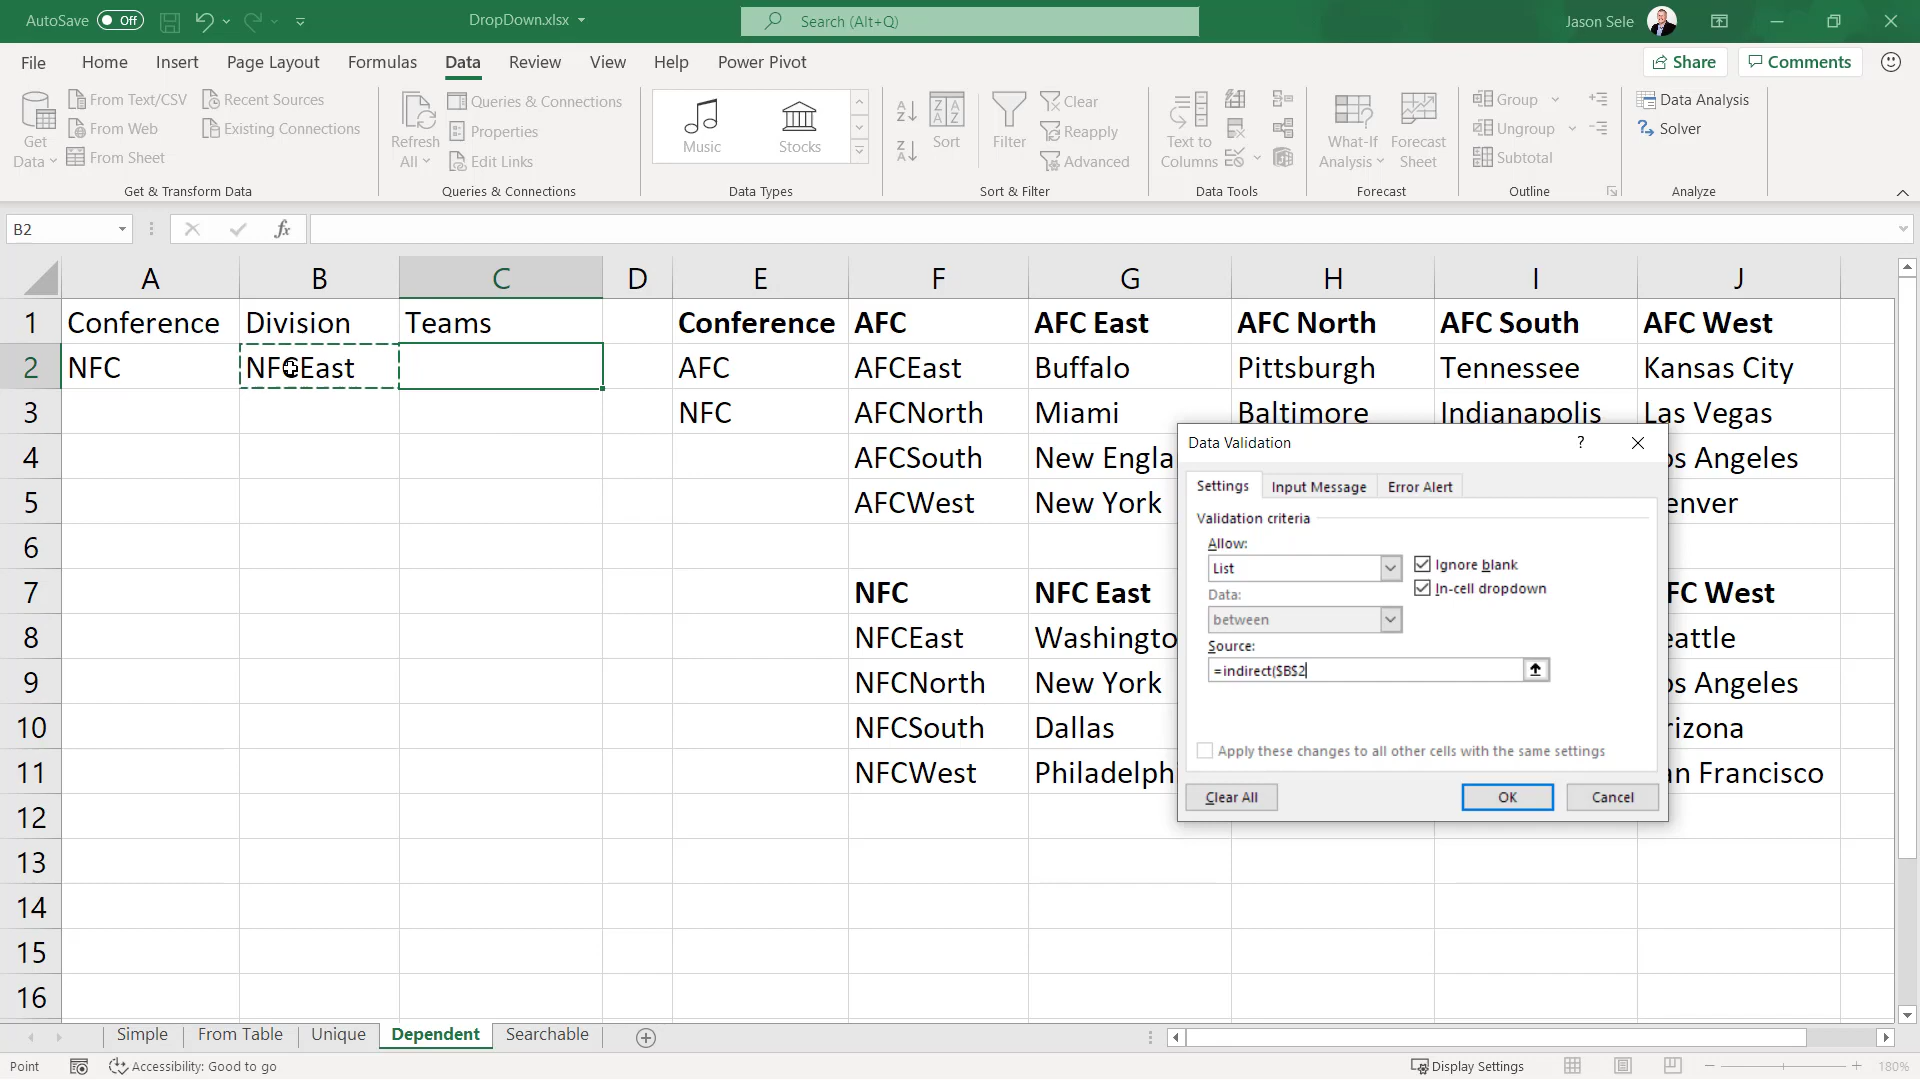 AutoSave Off DropDown.xlsx Search (Alt+Q) Jason Sele
File Home Insert Page Layout Formulas Data Review View Help Power Pivot Share Comments
Get Data
From Text/CSV
From Web
From Sheet
Recent Sources
Existing Connections
Get & Transform Data
Refresh All
Queries & Connections
Properties
Edit Links
Queries & Connections
Music Stocks
Data Types
Sort
Filter
Clear
Reapply
Advanced
Sort & Filter
Text to Columns
Data Tools
What-If Analysis
Forecast Sheet
Forecast
Group
Ungroup
Subtotal
Outline
Data Analysis
Solver
Analyze
B2 fx
A B C D E F G H I J
1 Conference Division Teams Conference AFC AFC East AFC North AFC South AFC West
2 NFC NFCEast AFC AFCEast Buffalo Pittsburgh Tennessee Kansas City
3 NFC AFCNorth Miami Baltimore Indianapolis Las Vegas
4 AFCSouth New Engla os Angeles
5 AFCWest New York enver
6
7 NFC NFC East FC West
8 NFCEast Washingto eattle
9 NFCNorth New York os Angeles
10 NFCSouth Dallas rizona
11 NFCWest Philadelph an Francisco
12
13
14
15
16
Data Validation ?
Settings Input Message Error Alert
Validation criteria
Allow:
List Ignore blank
Data: In-cell dropdown
between
Source:
=indirect($B$2
Apply these changes to all other cells with the same settings
Clear All OK Cancel
Simple From Table Unique Dependent Searchable
Point Accessibility: Good to go Display Settings 180%